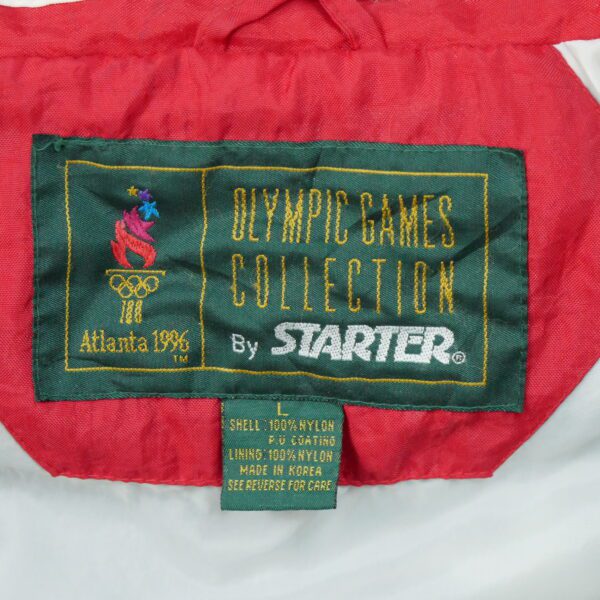 Atlanta 1996
TM
OLYMPIC GAMES
COLLECTION
By STARTER®
L
SHELL: 100% NYLON
P.U COATING
LINING: 100% NYLON
MADE IN KOREA
SEE REVERSE FOR CARE